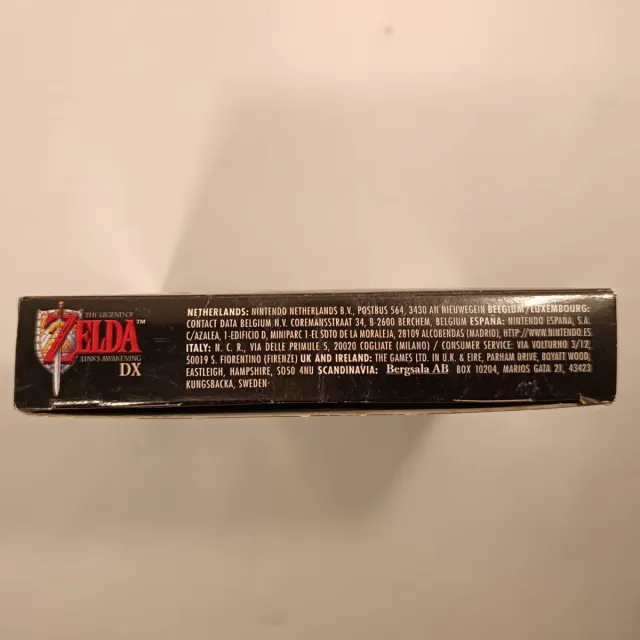 THE LEGEND OF
ZELDA™
LINK'S AWAKENING
DX
NETHERLANDS: NINTENDO NETHERLANDS B.V., POSTBUS 564, 3430 AN NIEUWEGEIN BELGIUM/LUXEMBOURG:
CONTACT DATA BELGIUM N.V. COREMANSSTRAAT 34, B-2600 BERCHEM, BELGIUM ESPAÑA: NINTENDO ESPAÑA, S.A.
C/AZALEA, 1-EDIFICO D, MINIPARC 1-EL SOTO DE LA MORALEJA, 28109 ALCOBENDAS (MADRID), HTTP://WWW.NINTENDO.ES
ITALY: N. C. R., VIA DELLE PRIMULE 5, 20020 COGLIATE (MILANO) / CONSUMER SERVICE: VIA VOLTURNO 3/12,
50019 S. FIORENTINO (FIRENZE) UK AND IRELAND: THE GAMES LTD. IN U.K. & EIRE, PARHAM DRIVE, BOYATT WOOD,
EASTLEIGH, HAMPSHIRE, SO50 4NU SCANDINAVIA: Bergsala AB BOX 10204, MARIOS GATA 21, 43423
KUNGSBACKA, SWEDEN